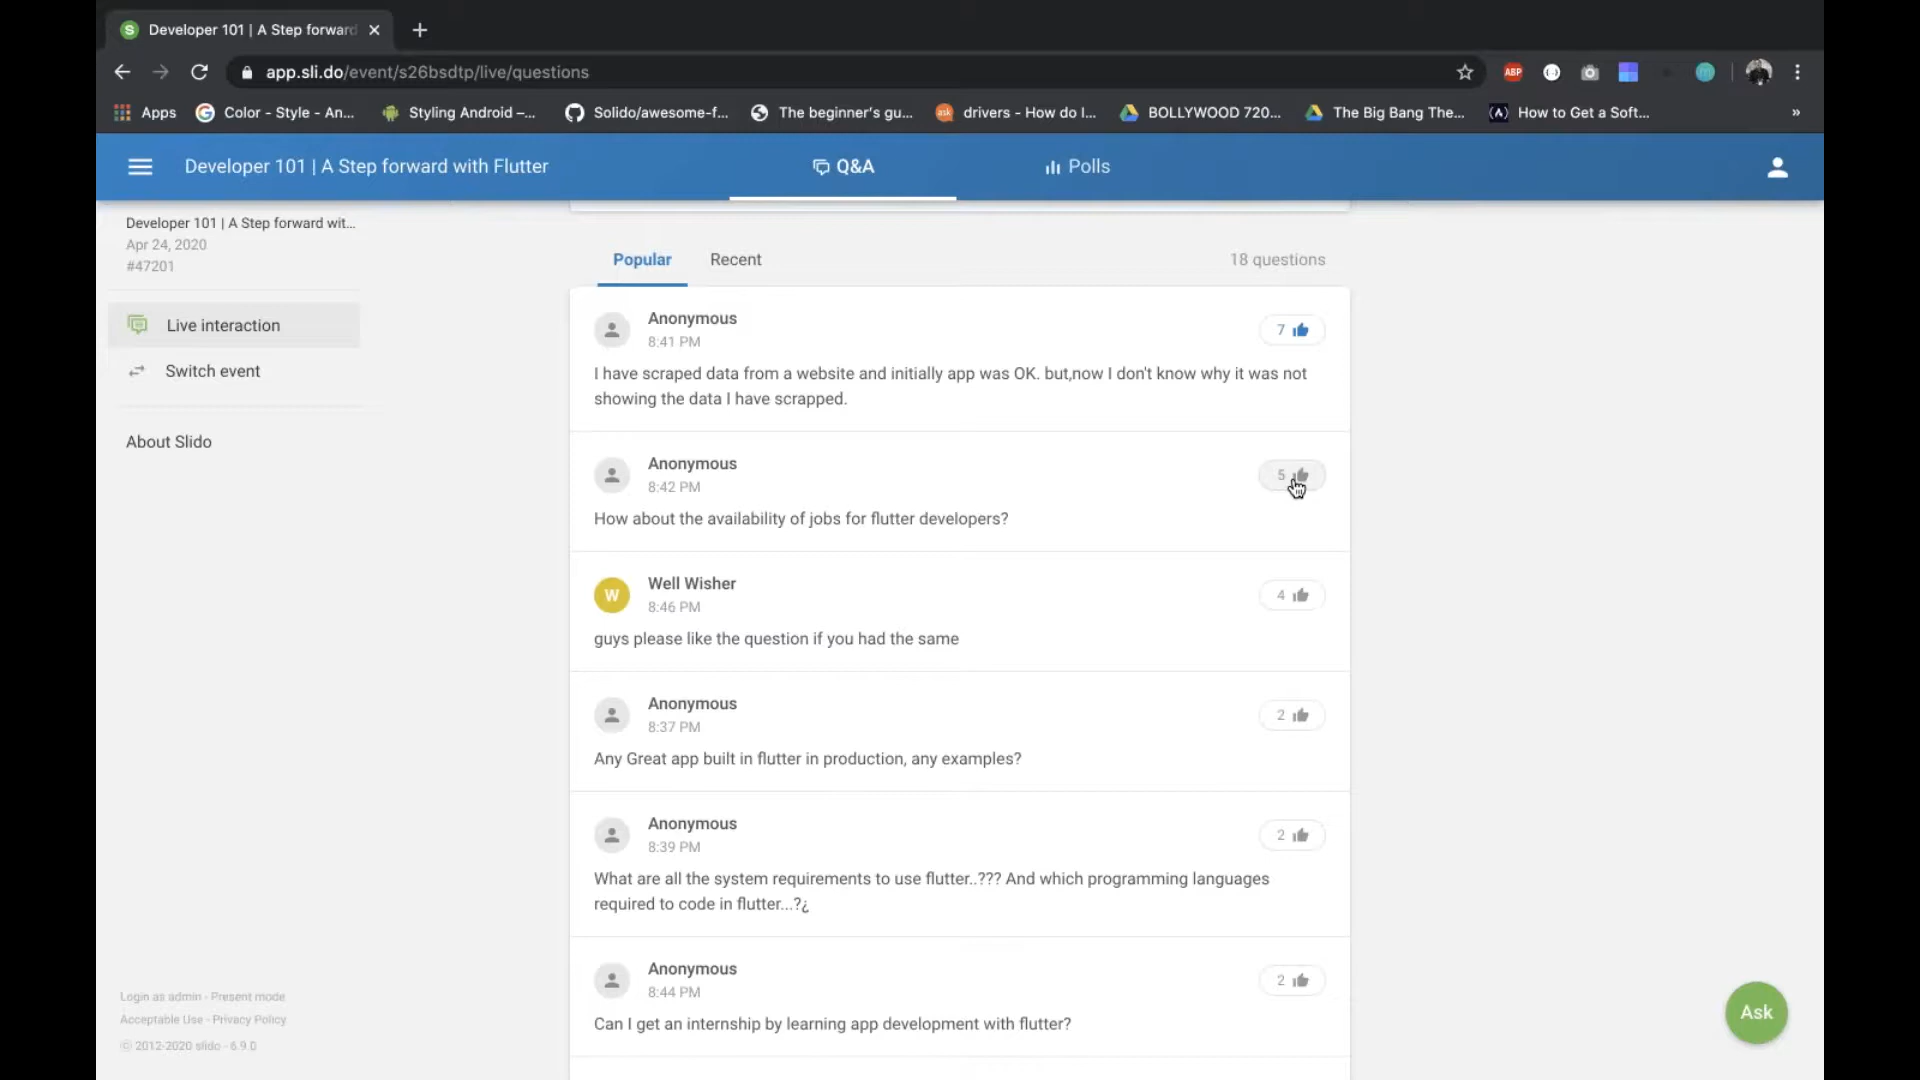 S Developer 101 | A Step forward
app.sli.do/event/s26bsdtp/live/questions
ABP
Apps Color - Style - An... Styling Android –... Solido/awesome-f... The beginner's gu... ask drivers - How do I... BOLLYWOOD 720... The Big Bang The... How to Get a Soft... »
Developer 101 | A Step forward with Flutter Q&A Polls
Developer 101 | A Step forward wit...
Apr 24, 2020
#47201
Live interaction
Switch event
About Slido
Popular Recent 18 questions
Anonymous
8:41 PM
7
I have scraped data from a website and initially app was OK. but,now I don't know why it was not
showing the data I have scrapped.
Anonymous
8:42 PM
5
How about the availability of jobs for flutter developers?
W
Well Wisher
8:46 PM
4
guys please like the question if you had the same
Anonymous
8:37 PM
2
Any Great app built in flutter in production, any examples?
Anonymous
8:39 PM
2
What are all the system requirements to use flutter..??? And which programming languages
required to code in flutter...?¿
Anonymous
8:44 PM
2
Can I get an internship by learning app development with flutter?
Login as admin - Present mode
Acceptable Use - Privacy Policy
© 2012-2020 slido - 6.9.0
Ask